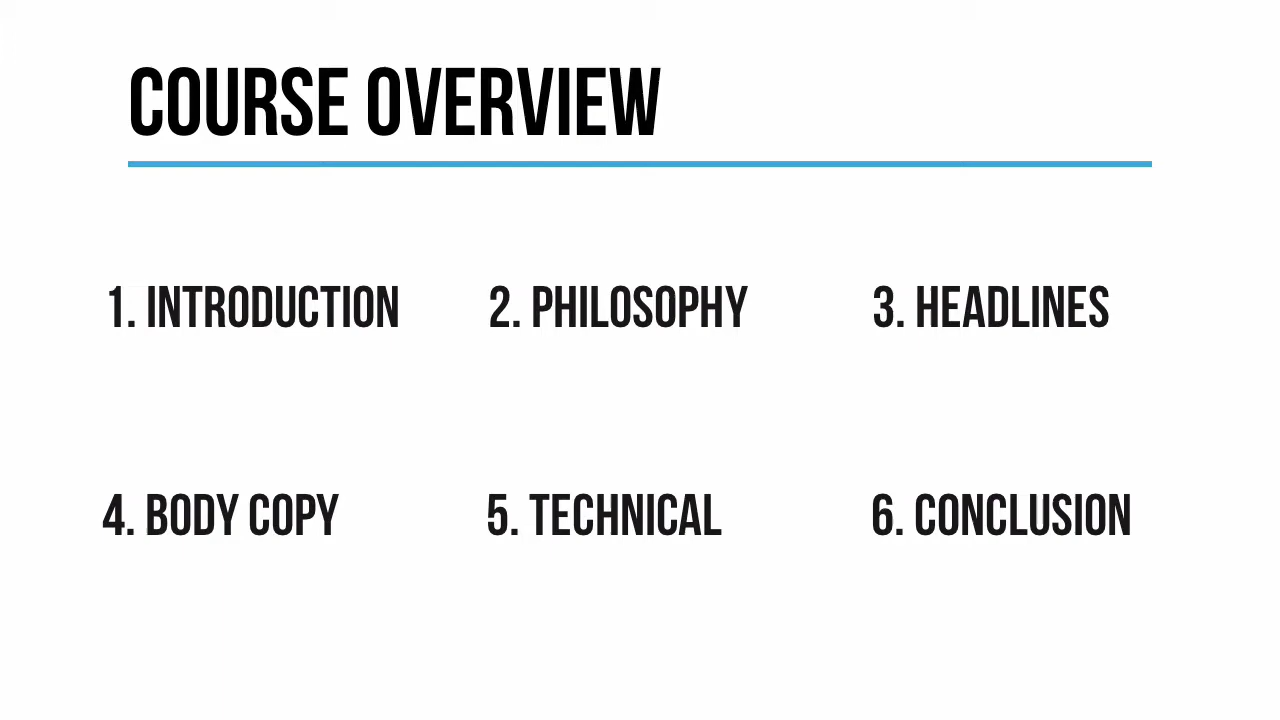 COURSE OVERVIEW
1. INTRODUCTION
2. PHILOSOPHY
3. HEADLINES
4. BODY COPY
5. TECHNICAL
6. CONCLUSION